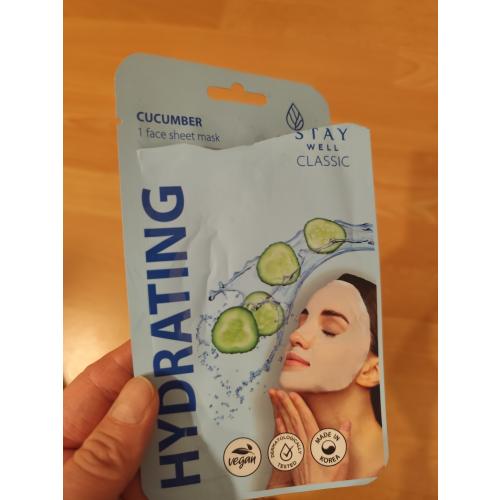 CUCUMBER
1 face sheet mask
STAY
WELL
CLASSIC
HYDRATING
vegan
DERMATOLOGICALLY
TESTED
MADE IN
KOREA